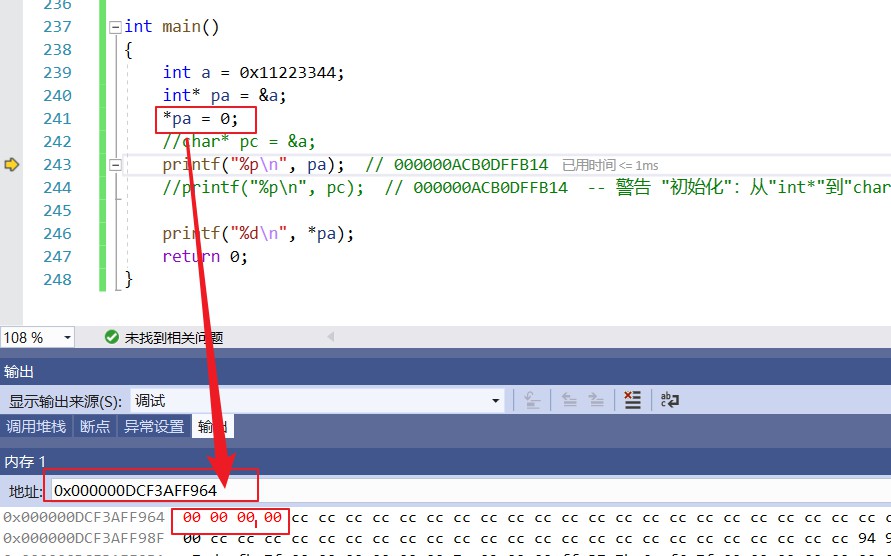 236
237 int main()
238 {
239 int a = 0x11223344;
240 int* pa = &a;
241 *pa = 0;
242 //char* pc = &a;
243 printf("%p\n", pa); // 000000ACB0DFFB14 已用时间 <= 1ms
244 //printf("%p\n", pc); // 000000ACB0DFFB14 -- 警告 "初始化": 从"int*"到"char
245
246 printf("%d\n", *pa);
247 return 0;
248 }
108 % 未找到相关问题
输出
显示输出来源(S): 调试
调用堆栈 断点 异常设置 输出
内存 1
地址: 0x000000DCF3AFF964
0x000000DCF3AFF964 00 00 00 00 cc cc cc cc cc cc cc cc cc cc cc cc cc cc cc cc cc cc cc cc cc cc
0x000000DCF3AFF98F 00 cc cc cc cc cc cc cc cc cc cc cc cc cc cc cc cc cc cc cc cc cc cc cc 94 9